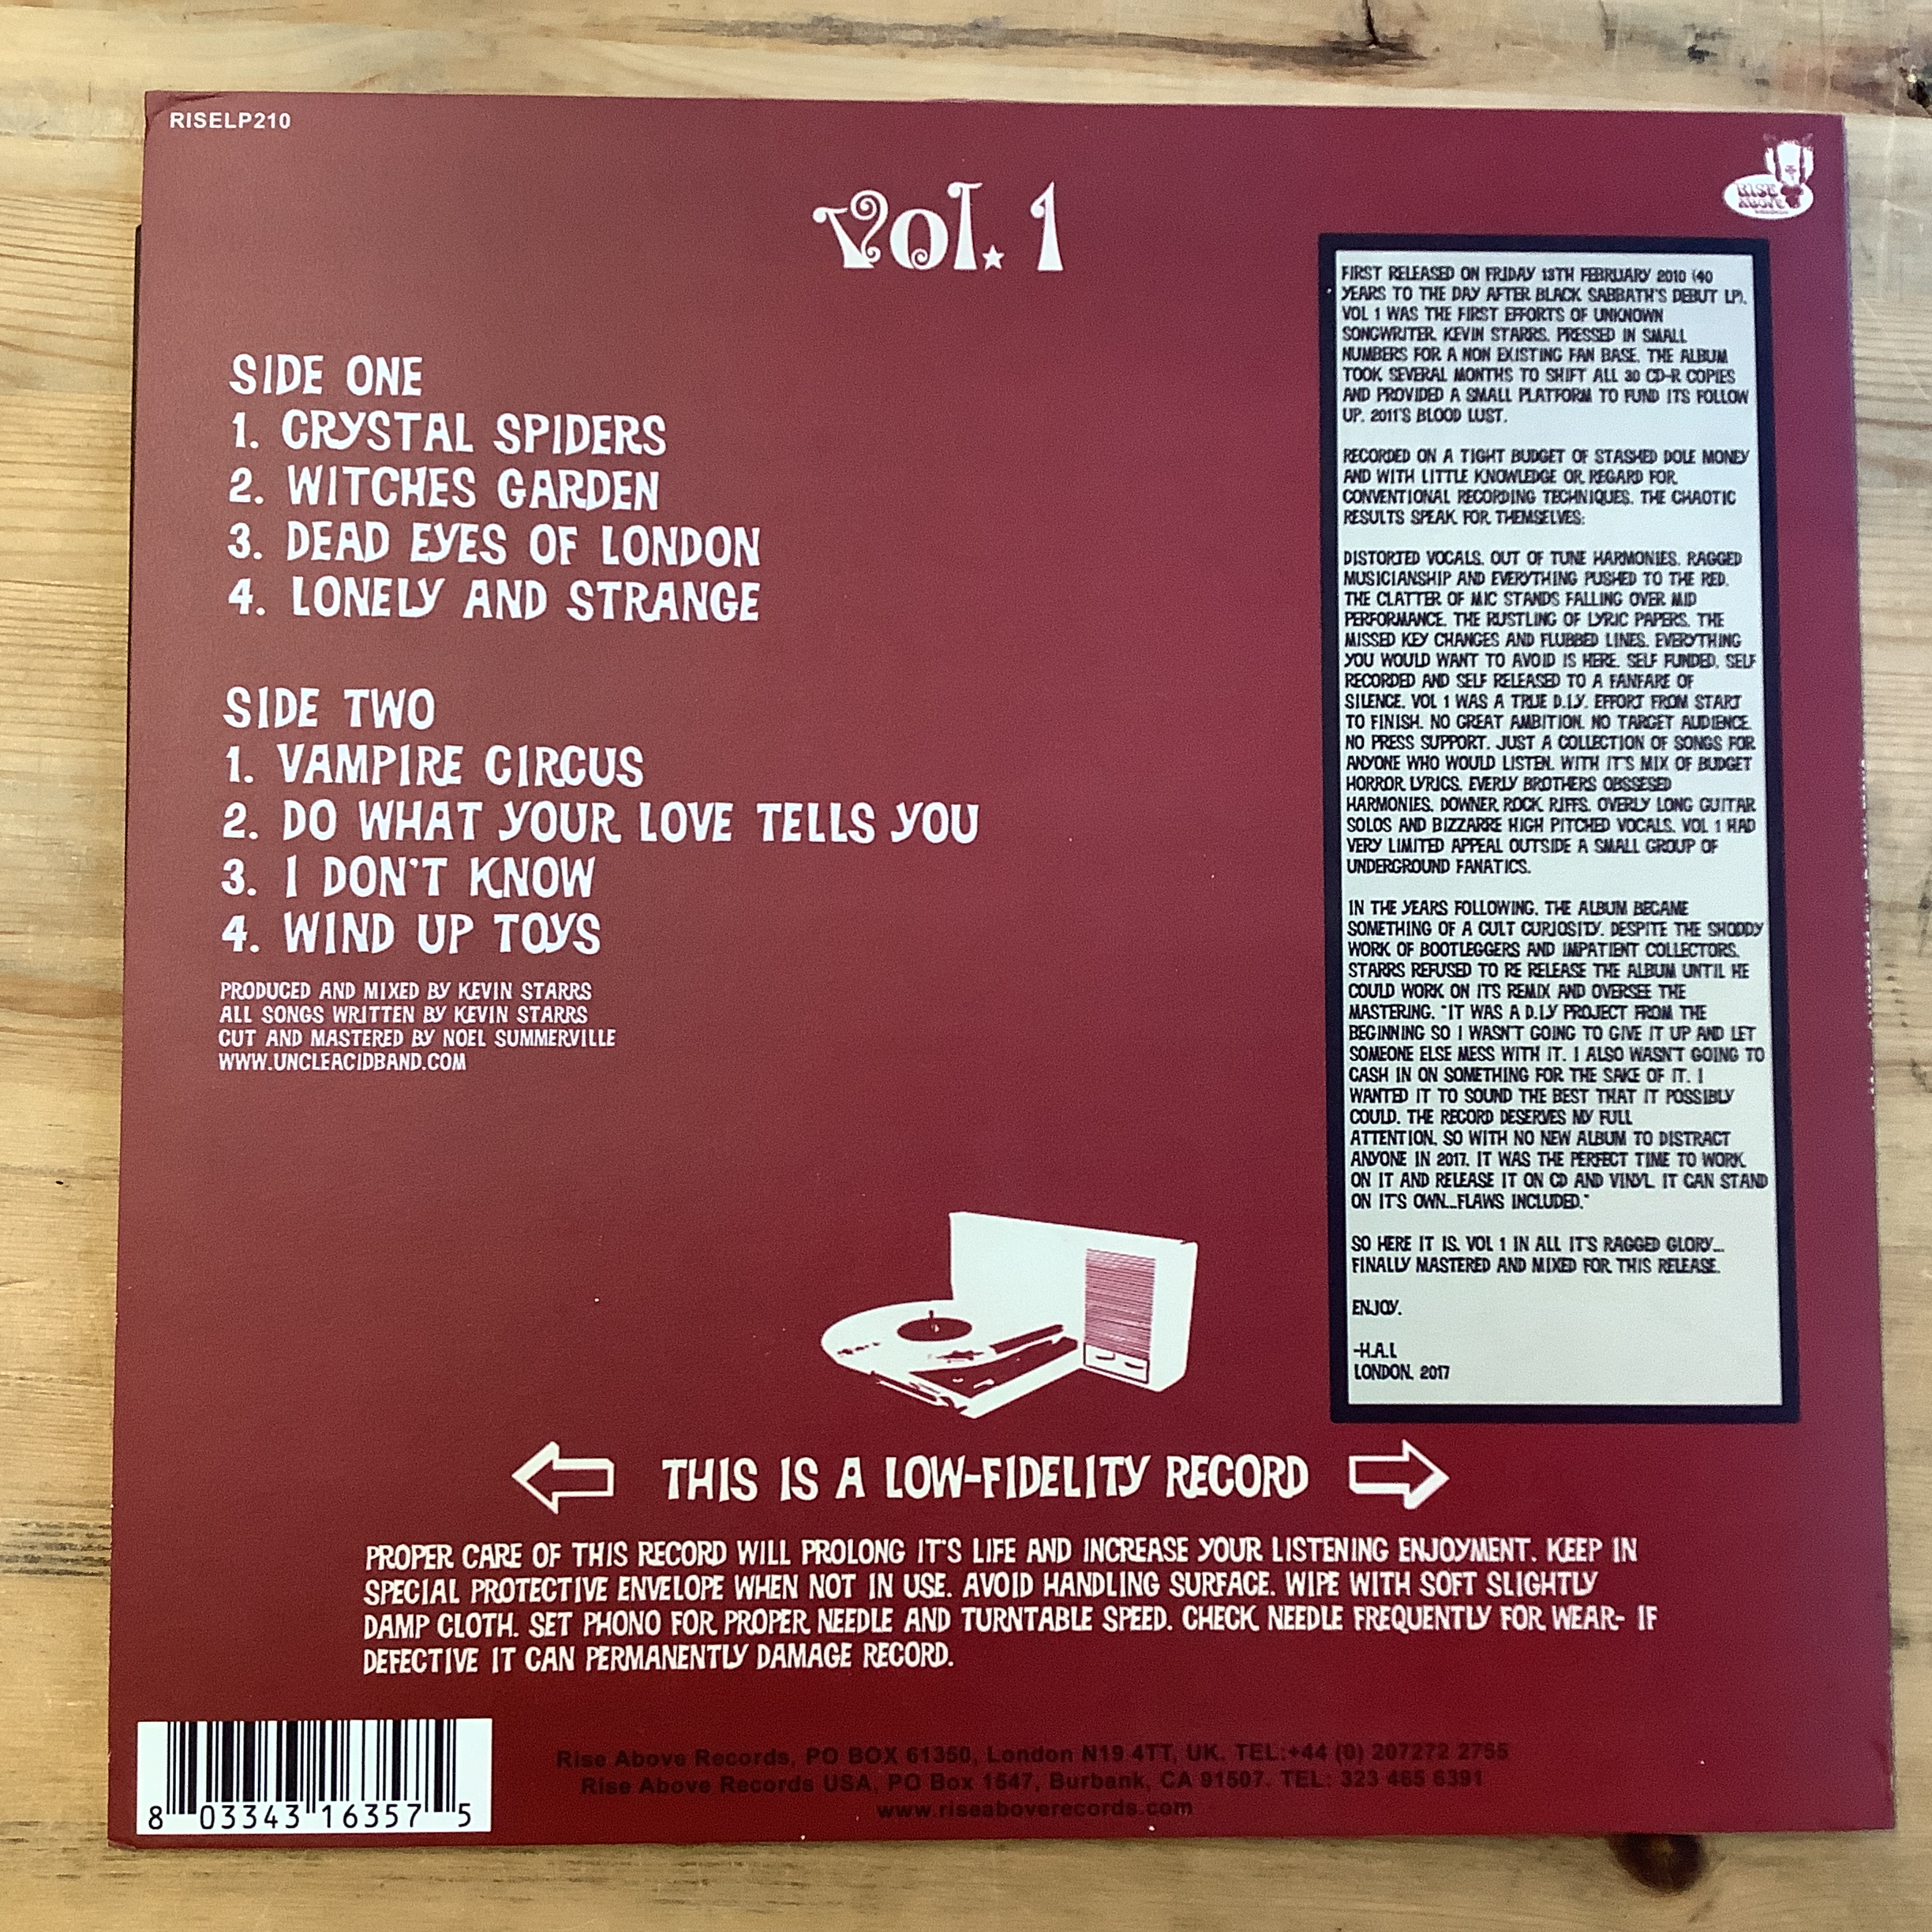 RISELP210
RISE
ABOVE
VOL. 1
SIDE ONE
1. CRYSTAL SPIDERS
2. WITCHES GARDEN
3. DEAD EYES OF LONDON
4. LONELY AND STRANGE
SIDE TWO
1. VAMPIRE CIRCUS
2. DO WHAT YOUR LOVE TELLS YOU
3. I DON'T KNOW
4. WIND UP TOYS
PRODUCED AND MIXED BY KEVIN STARRS
ALL SONGS WRITTEN BY KEVIN STARRS
CUT AND MASTERED BY NOEL SUMMERVILLE
WWW.UNCLEACIDBAND.COM
FIRST RELEASED ON FRIDAY 13TH FEBRUARY 2010 (40
YEARS TO THE DAY AFTER BLACK SABBATH'S DEBUT LP),
VOL 1 WAS THE FIRST EFFORTS OF UNKNOWN
SONGWRITER, KEVIN STARRS. PRESSED IN SMALL
NUMBERS FOR A NON EXISTING FAN BASE, THE ALBUM
TOOK SEVERAL MONTHS TO SHIFT ALL 30 CD-R COPIES
AND PROVIDED A SMALL PLATFORM TO FUND ITS FOLLOW
UP, 2011'S BLOOD LUST.
RECORDED ON A TIGHT BUDGET OF STASHED DOLE MONEY
AND WITH LITTLE KNOWLEDGE OR REGARD FOR
CONVENTIONAL RECORDING TECHNIQUES, THE CHAOTIC
RESULTS SPEAK FOR THEMSELVES:
DISTORTED VOCALS, OUT OF TUNE HARMONIES, RAGGED
MUSICIANSHIP AND EVERYTHING PUSHED TO THE RED.
THE CLATTER OF MIC STANDS FALLING OVER MID
PERFORMANCE, THE RUSTLING OF LYRIC PAPERS, THE
MISSED KEY CHANGES AND FLUBBED LINES. EVERYTHING
YOU WOULD WANT TO AVOID IS HERE. SELF FUNDED, SELF
RECORDED AND SELF RELEASED TO A FANFARE OF
SILENCE, VOL 1 WAS A TRUE D.I.Y. EFFORT FROM START
TO FINISH. NO GREAT AMBITION. NO TARGET AUDIENCE.
NO PRESS SUPPORT. JUST A COLLECTION OF SONGS FOR
ANYONE WHO WOULD LISTEN. WITH IT'S MIX OF BUDGET
HORROR LYRICS, EVERLY BROTHERS OBSSESED
HARMONIES, DOWNER ROCK RIFFS, OVERLY LONG GUITAR
SOLOS AND BIZZARRE HIGH PITCHED VOCALS, VOL 1 HAD
VERY LIMITED APPEAL OUTSIDE A SMALL GROUP OF
UNDERGROUND FANATICS.
IN THE YEARS FOLLOWING, THE ALBUM BECAME
SOMETHING OF A CULT CURIOSITY. DESPITE THE SHODDY
WORK OF BOOTLEGGERS AND IMPATIENT COLLECTORS,
STARRS REFUSED TO RE RELEASE THE ALBUM UNTIL HE
COULD WORK ON ITS REMIX AND OVERSEE THE
MASTERING. "IT WAS A D.I.Y PROJECT FROM THE
BEGINNING SO I WASN'T GOING TO GIVE IT UP AND LET
SOMEONE ELSE MESS WITH IT. I ALSO WASN'T GOING TO
CASH IN ON SOMETHING FOR THE SAKE OF IT. I
WANTED IT TO SOUND THE BEST THAT IT POSSIBLY
COULD. THE RECORD DESERVES MY FULL
ATTENTION, SO WITH NO NEW ALBUM TO DISTRACT
ANYONE IN 2017, IT WAS THE PERFECT TIME TO WORK
ON IT AND RELEASE IT ON CD AND VINYL. IT CAN STAND
ON IT'S OWN...FLAWS INCLUDED."
SO HERE IT IS, VOL 1 IN ALL IT'S RAGGED GLORY...
FINALLY MASTERED AND MIXED FOR THIS RELEASE.
ENJOY.
-H.A.L
LONDON, 2017
THIS IS A LOW-FIDELITY RECORD
PROPER CARE OF THIS RECORD WILL PROLONG IT'S LIFE AND INCREASE YOUR LISTENING ENJOYMENT. KEEP IN
SPECIAL PROTECTIVE ENVELOPE WHEN NOT IN USE. AVOID HANDLING SURFACE. WIPE WITH SOFT SLIGHTLY
DAMP CLOTH. SET PHONO FOR PROPER NEEDLE AND TURNTABLE SPEED. CHECK NEEDLE FREQUENTLY FOR WEAR- IF
DEFECTIVE IT CAN PERMANENTLY DAMAGE RECORD.
8 03343 16357 5
Rise Above Records, PO BOX 61350, London N19 4TT, UK. TEL:+44 (0) 207272 2755
Rise Above Records USA, PO Box 1547, Burbank, CA 91507. TEL: 323 465 6391
www.riseaboverecords.com